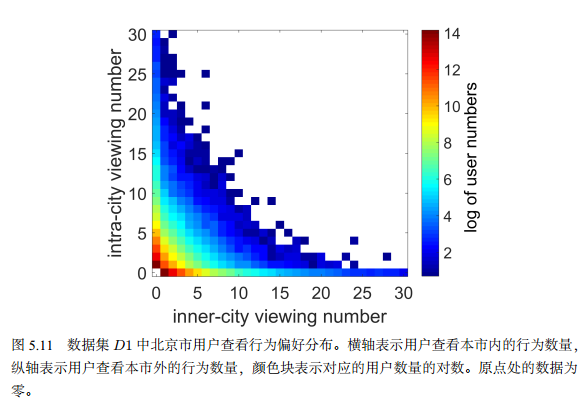 30
25
20
15
10
5
0
intra-city viewing number
0 5 10 15 20 25 30
inner-city viewing number
14
12
10
8
6
4
2
log of user numbers
图 5.11 数据集 D1 中北京市用户查看行为偏好分布。横轴表示用户查看本市内的行为数量，
纵轴表示用户查看本市外的行为数量，颜色块表示对应的用户数量的对数。原点处的数据为
零。